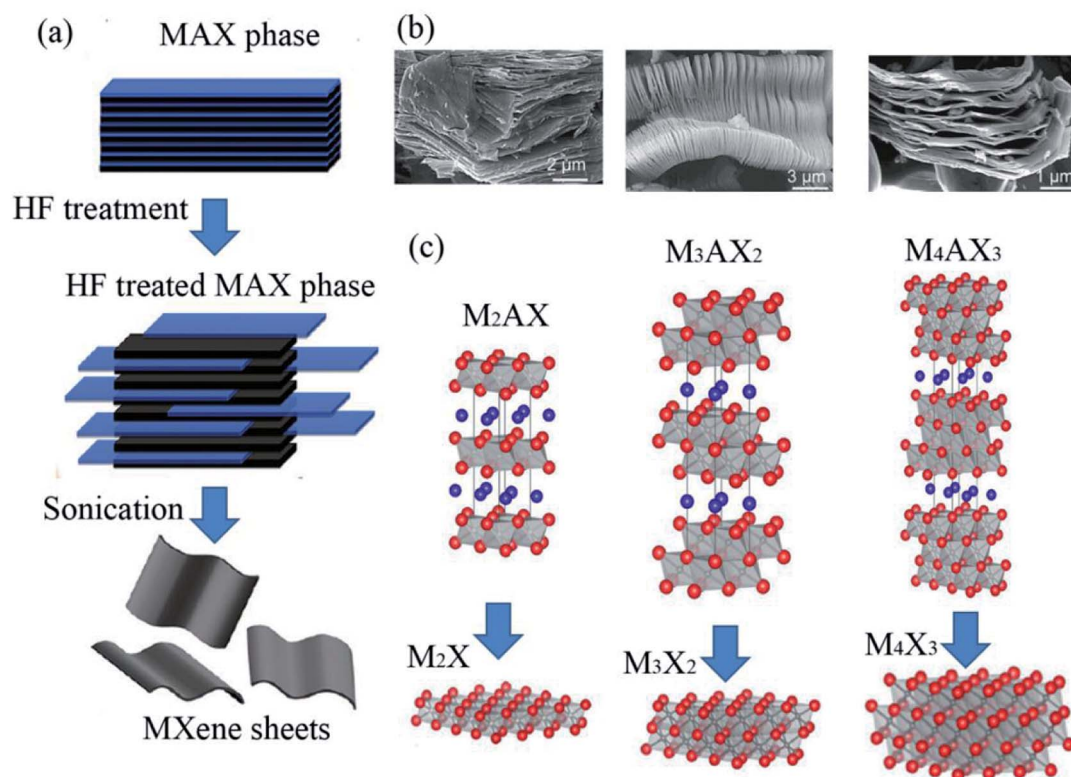 (a)
MAX phase
HF treatment
HF treated MAX phase
Sonication
MXene sheets
(b)
2 μm
3 μm
1 μm
(c)
M₂AX
M₃AX₂
M₄AX₃
M₂X
M₃X₂
M₄X₃